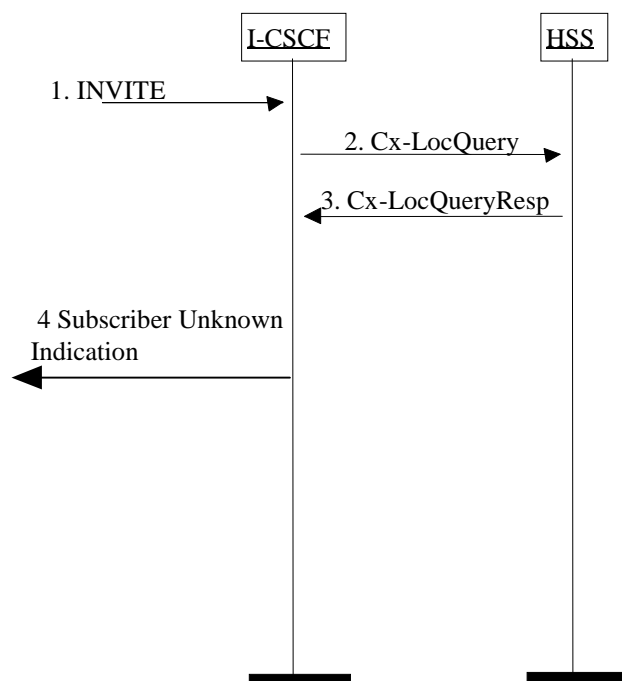 I-CSCF
HSS
1. INVITE
2. Cx-LocQuery
3. Cx-LocQueryResp
4 Subscriber Unknown
Indication